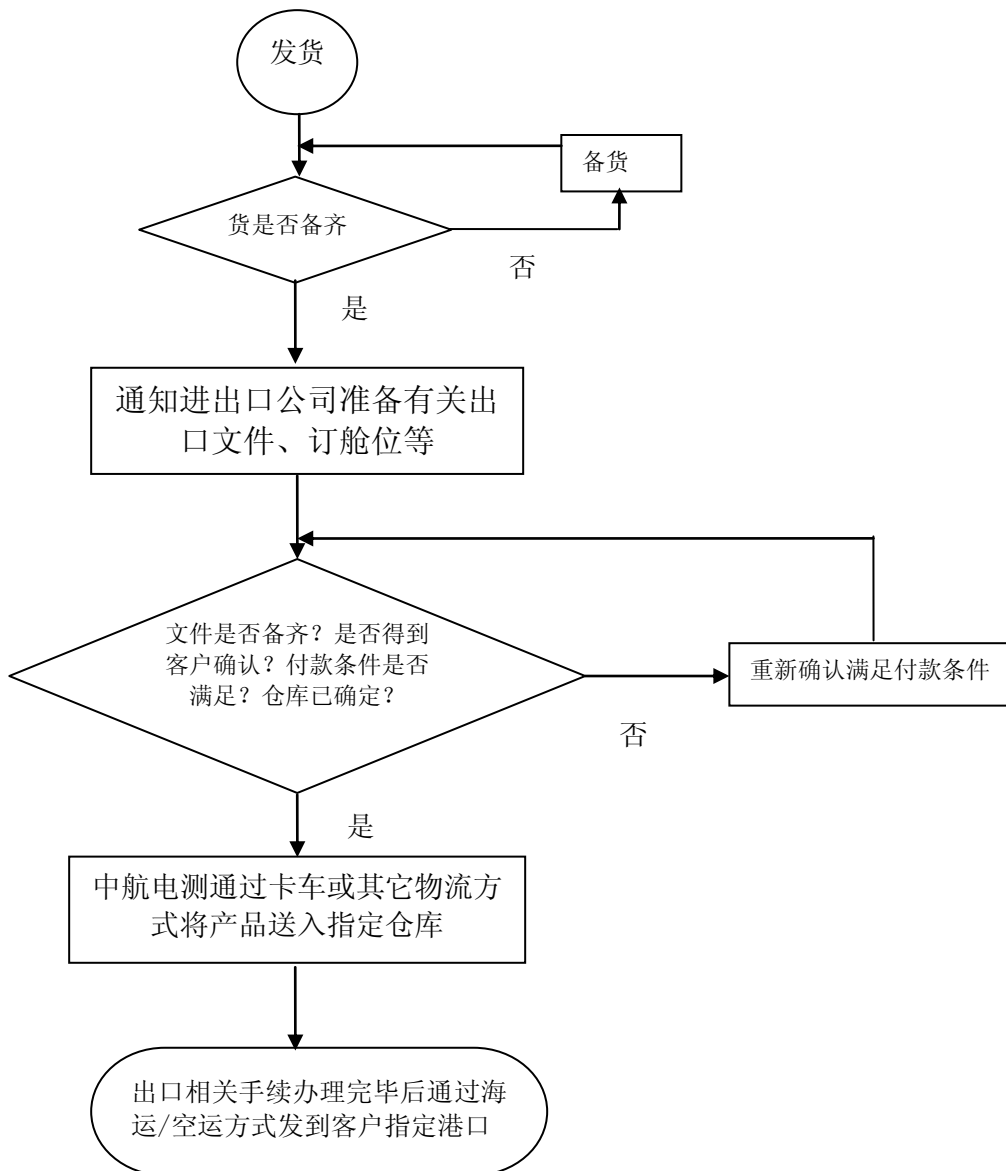 发货
备货
货是否备齐
否
是
通知进出口公司准备有关出
口文件、订舱位等
文件是否备齐？是否得到
客户确认？付款条件是否
满足？仓库已确定？
重新确认满足付款条件
否
是
中航电测通过卡车或其它物流方
式将产品送入指定仓库
出口相关手续办理完毕后通过海
运/空运方式发到客户指定港口